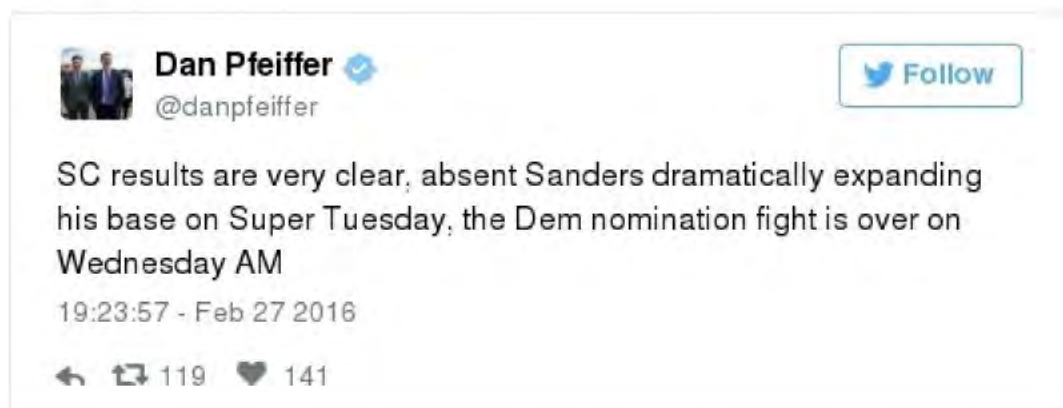 Dan Pfeiffer
@danpfeiffer
Follow
SC results are very clear, absent Sanders dramatically expanding
his base on Super Tuesday, the Dem nomination fight is over on
Wednesday AM
19:23:57 - Feb 27 2016
119 141